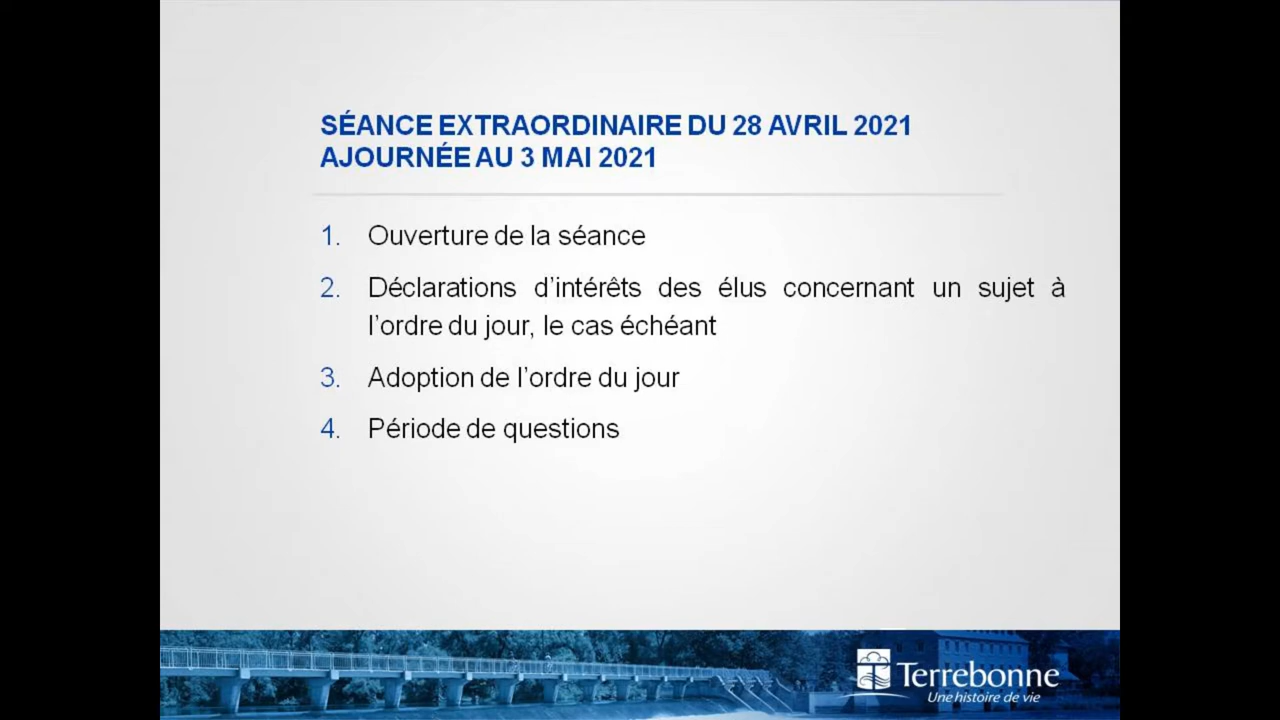 SÉANCE EXTRAORDINAIRE DU 28 AVRIL 2021
AJOURNÉE AU 3 MAI 2021
1. Ouverture de la séance
2. Déclarations d’intérêts des élus concernant un sujet à
l’ordre du jour, le cas échéant
3. Adoption de l’ordre du jour
4. Période de questions
Terrebonne
Une histoire de vie